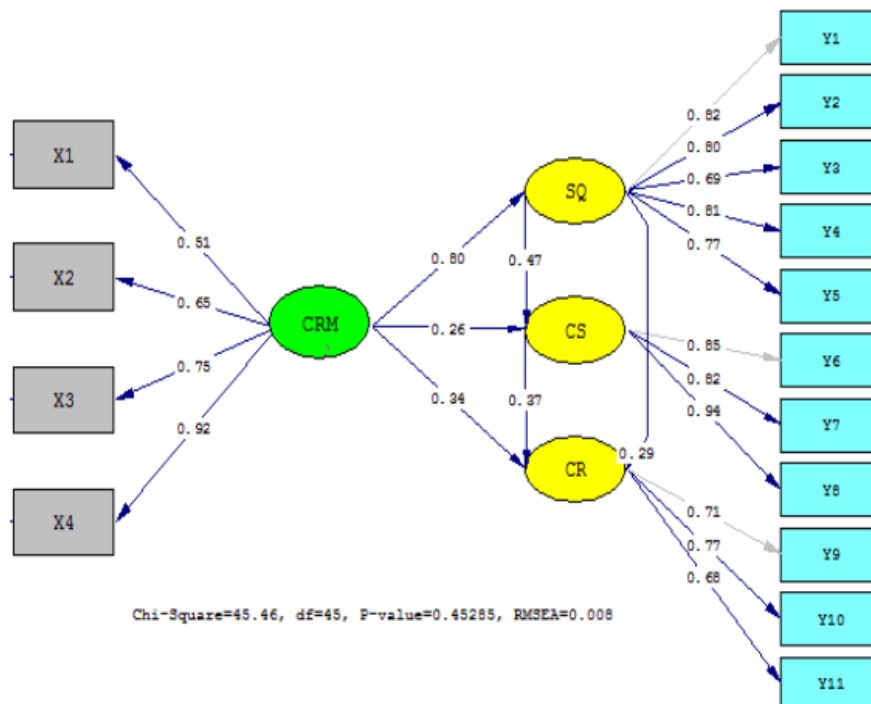 Y1
Y2
0.82
X1
0.80
Y3
0.69
SQ
0.81
Y4
0.51
0.77
0.80
0.47
X2
Y5
0.65
CRM
0.26
CS
0.85
Y6
0.75
0.82
X3
0.34
0.37
0.94
Y7
0.92
0.29
CR
Y8
0.71
X4
0.77
Y9
0.68
Chi-Square=45.46, df=45, P-value=0.45285, RMSEA=0.008
Y10
Y11